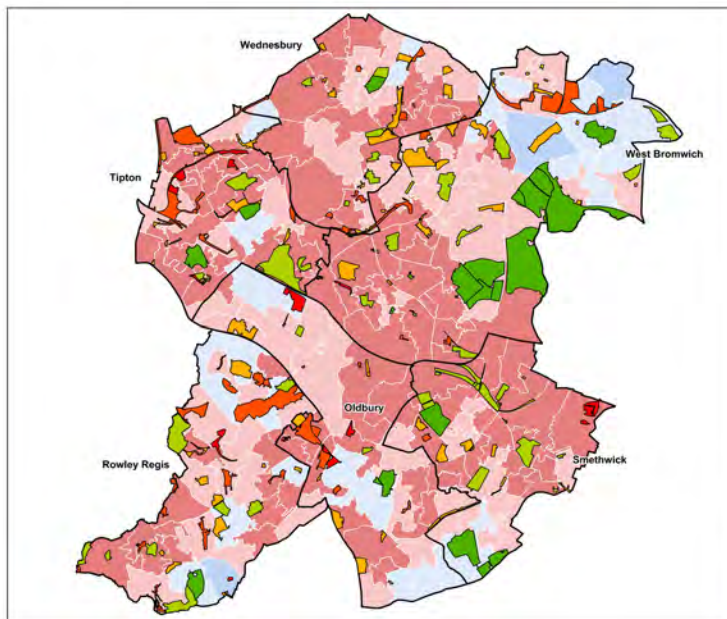 Wednesbury
West Bromwich
Tipton
Oldbury
Rowley Regis
Smethwick